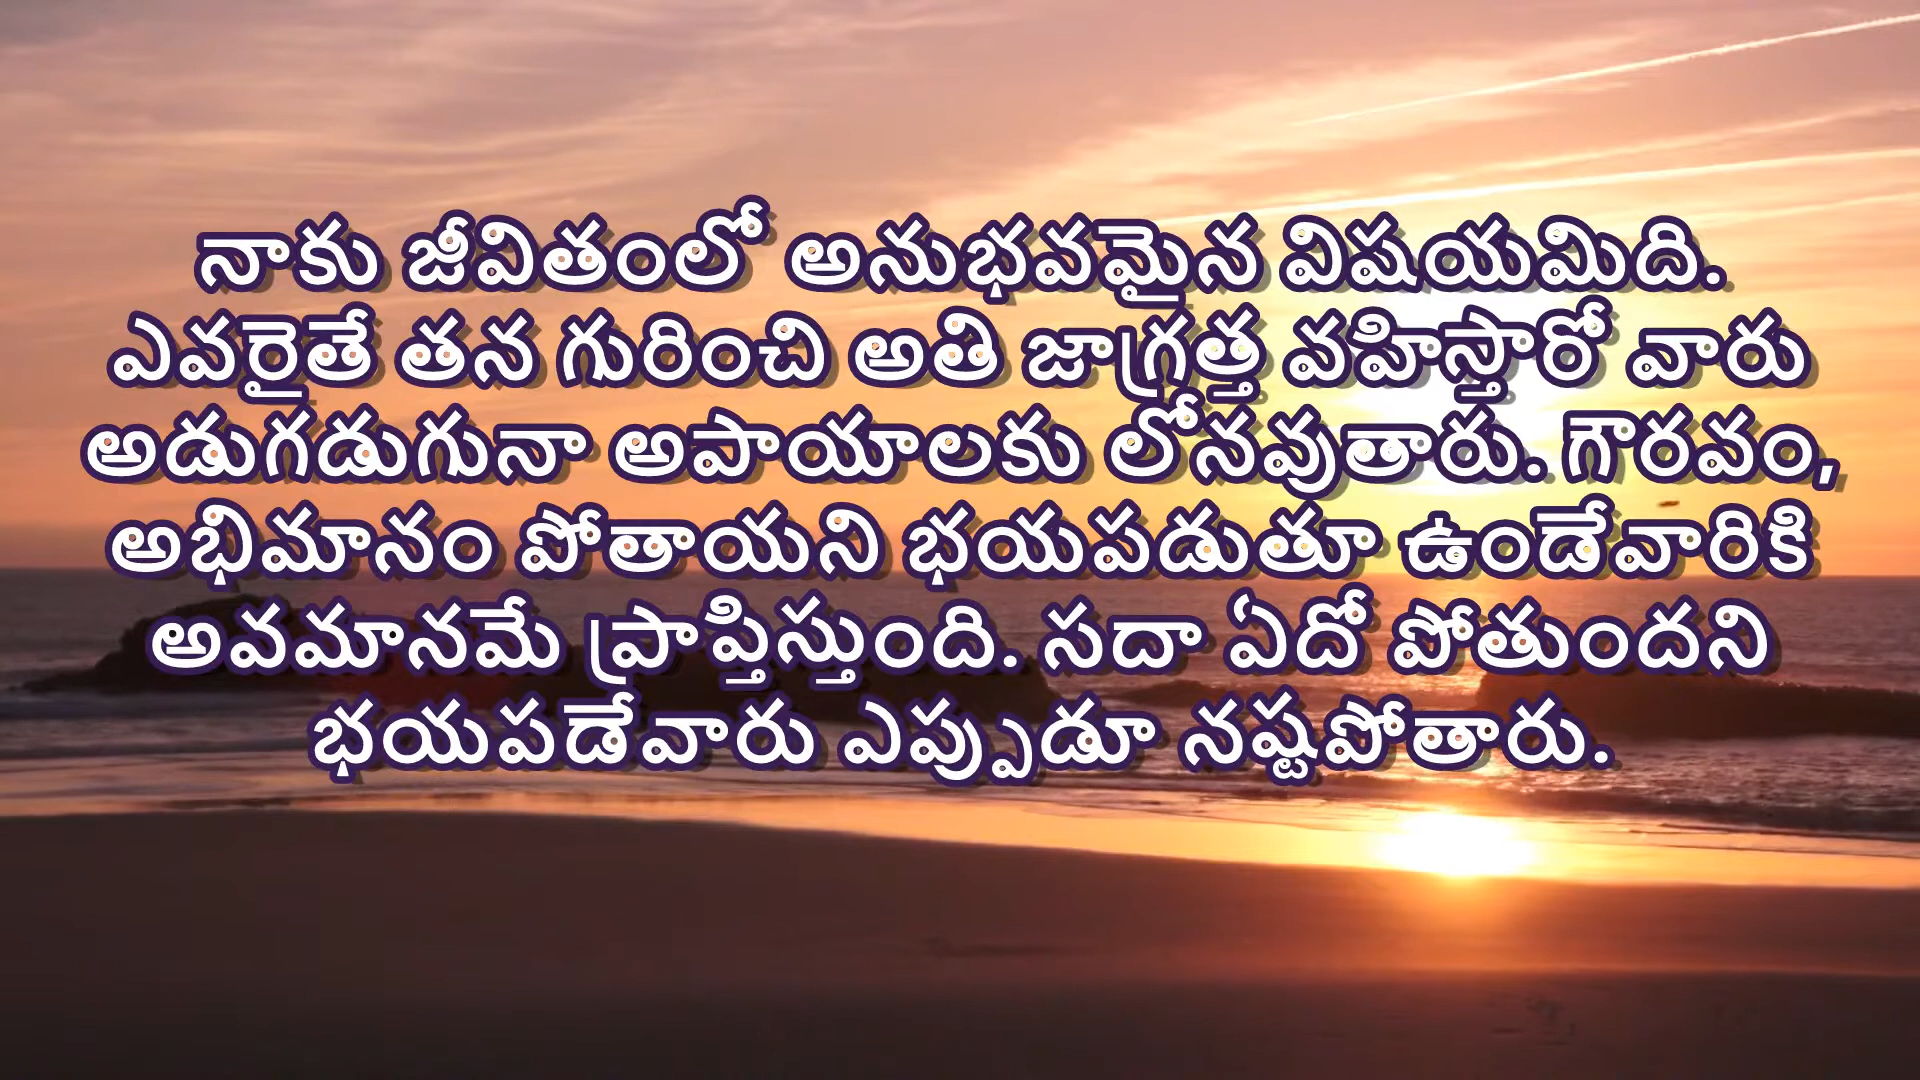 నాకు జీవితంలో అనుభవమైన విషయమిది.
ఎవరైతే తన గురించి అతి జాగ్రత్త వహిస్తారో వారు
అడుగడుగునా అపాయాలకు లోనవుతారు. గౌరవం,
అభిమానం పోతాయని భయపడుతూ ఉండేవారికి
అవమానమే ప్రాప్తిస్తుంది. సదా ఏదో పోతుందని
భయపడేవారు ఎప్పుడూ నష్టపోతారు.